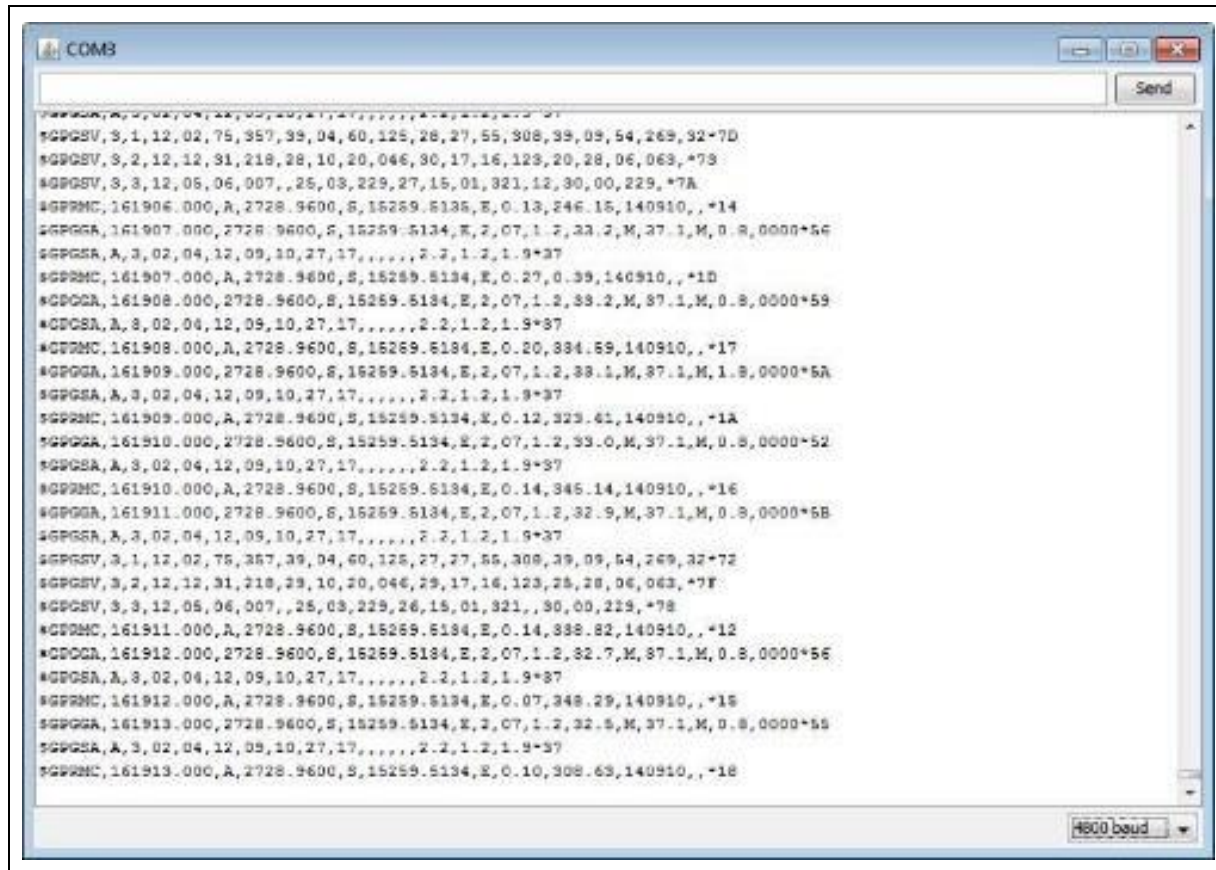 COM3
Send
$GPGSV,3,1,12,02,75,357,39,04,60,125,28,27,55,308,39,09,54,269,32*7D
$GPGSV,3,2,12,12,31,218,28,10,20,046,30,17,16,123,20,28,06,063,*73
$GPGSV,3,3,12,05,06,007,,25,03,229,27,15,01,321,12,30,00,229,*7A
$GPRMC,161906.000,A,2728.9600,S,15259.5135,E,0.13,246.15,140910,,*14
$GPGGA,161907.000,2728.9600,S,15259.5134,E,2,07,1.2,33.2,M,37.1,M,0.8,0000*56
$GPGSA,A,3,02,04,12,09,10,27,17,,,,,,2.2,1.2,1.9*37
$GPRMC,161907.000,A,2728.9600,S,15259.5134,E,0.27,0.39,140910,,*1D
$GPGGA,161908.000,2728.9600,S,15259.5134,E,2,07,1.2,33.2,M,37.1,M,0.8,0000*59
$GPGSA,A,3,02,04,12,09,10,27,17,,,,,,2.2,1.2,1.9*37
$GPRMC,161908.000,A,2728.9600,S,15259.5134,E,0.20,334.59,140910,,*17
$GPGGA,161909.000,2728.9600,S,15259.5134,E,2,07,1.2,33.1,M,37.1,M,1.8,0000*5A
$GPGSA,A,3,02,04,12,09,10,27,17,,,,,,2.2,1.2,1.9*37
$GPRMC,161909.000,A,2728.9600,S,15259.5134,E,0.12,323.61,140910,,*1A
$GPGGA,161910.000,2728.9600,S,15259.5134,E,2,07,1.2,33.0,M,37.1,M,0.8,0000*52
$GPGSA,A,3,02,04,12,09,10,27,17,,,,,,2.2,1.2,1.9*37
$GPRMC,161910.000,A,2728.9600,S,15259.5134,E,0.14,345.14,140910,,*16
$GPGGA,161911.000,2728.9600,S,15259.5134,E,2,07,1.2,32.9,M,37.1,M,0.8,0000*5B
$GPGSA,A,3,02,04,12,09,10,27,17,,,,,,2.2,1.2,1.9*37
$GPGSV,3,1,12,02,75,357,39,04,60,125,27,27,55,308,39,09,54,269,32*72
$GPGSV,3,2,12,12,31,218,29,10,20,046,29,17,16,123,25,28,06,063,*7F
$GPGSV,3,3,12,05,06,007,,25,03,229,26,15,01,321,,30,00,229,*78
$GPRMC,161911.000,A,2728.9600,S,15259.5134,E,0.14,338.82,140910,,*12
$GPGGA,161912.000,2728.9600,S,15259.5134,E,2,07,1.2,32.7,M,37.1,M,0.8,0000*56
$GPGSA,A,3,02,04,12,09,10,27,17,,,,,,2.2,1.2,1.9*37
$GPRMC,161912.000,A,2728.9600,S,15259.5134,E,0.07,348.29,140910,,*15
$GPGGA,161913.000,2728.9600,S,15259.5134,E,2,07,1.2,32.5,M,37.1,M,0.8,0000*55
$GPGSA,A,3,02,04,12,09,10,27,17,,,,,,2.2,1.2,1.9*37
$GPRMC,161913.000,A,2728.9600,S,15259.5134,E,0.10,308.63,140910,,*18
4800 baud